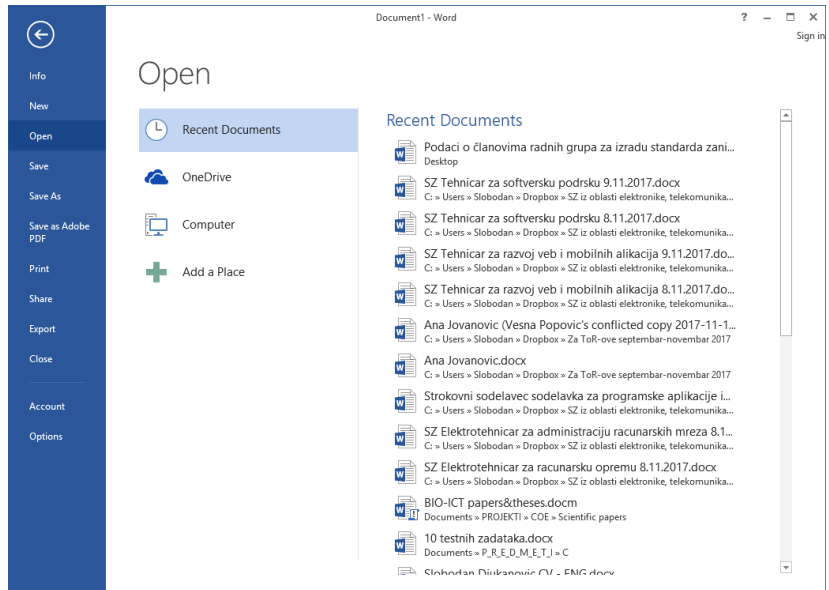 Document1 - Word
?
Sign in
Info
New
Open
Save
Save As
Save as Adobe
PDF
Print
Share
Export
Close
Account
Options
Open
Recent Documents
OneDrive
Computer
Add a Place
Recent Documents
Podaci o članovima radnih grupa za izradu standarda zani...
Desktop
SZ Tehnicar za softversku podrsku 9.11.2017.docx
C: » Users » Slobodan » Dropbox » SZ iz oblasti elektronike, telekomunika...
SZ Tehnicar za softversku podrsku 8.11.2017.docx
C: » Users » Slobodan » Dropbox » SZ iz oblasti elektronike, telekomunika...
SZ Tehnicar za razvoj veb i mobilnih alikacija 9.11.2017.do...
C: » Users » Slobodan » Dropbox » SZ iz oblasti elektronike, telekomunika...
SZ Tehnicar za razvoj veb i mobilnih alikacija 8.11.2017.do...
C: » Users » Slobodan » Dropbox » SZ iz oblasti elektronike, telekomunika...
Ana Jovanovic (Vesna Popovic's conflicted copy 2017-11-1...
C: » Users » Slobodan » Dropbox » Za ToR-ove septembar-novembar 2017
Ana Jovanovic.docx
C: » Users » Slobodan » Dropbox » Za ToR-ove septembar-novembar 2017
Strokovni sodelavec sodelavka za programske aplikacije i...
C: » Users » Slobodan » Dropbox » SZ iz oblasti elektronike, telekomunika...
SZ Elektrotehnicar za administraciju racunarskih mreza 8.1...
C: » Users » Slobodan » Dropbox » SZ iz oblasti elektronike, telekomunika...
SZ Elektrotehnicar za racunarsku opremu 8.11.2017.docx
C: » Users » Slobodan » Dropbox » SZ iz oblasti elektronike, telekomunika...
BIO-ICT papers&theses.docm
Documents » PROJEKTI » COE » Scientific papers
10 testnih zadataka.docx
Documents » P_R_E_D_M_E_T_I » C
Slobodan Djukanovic CV - ENG.docx